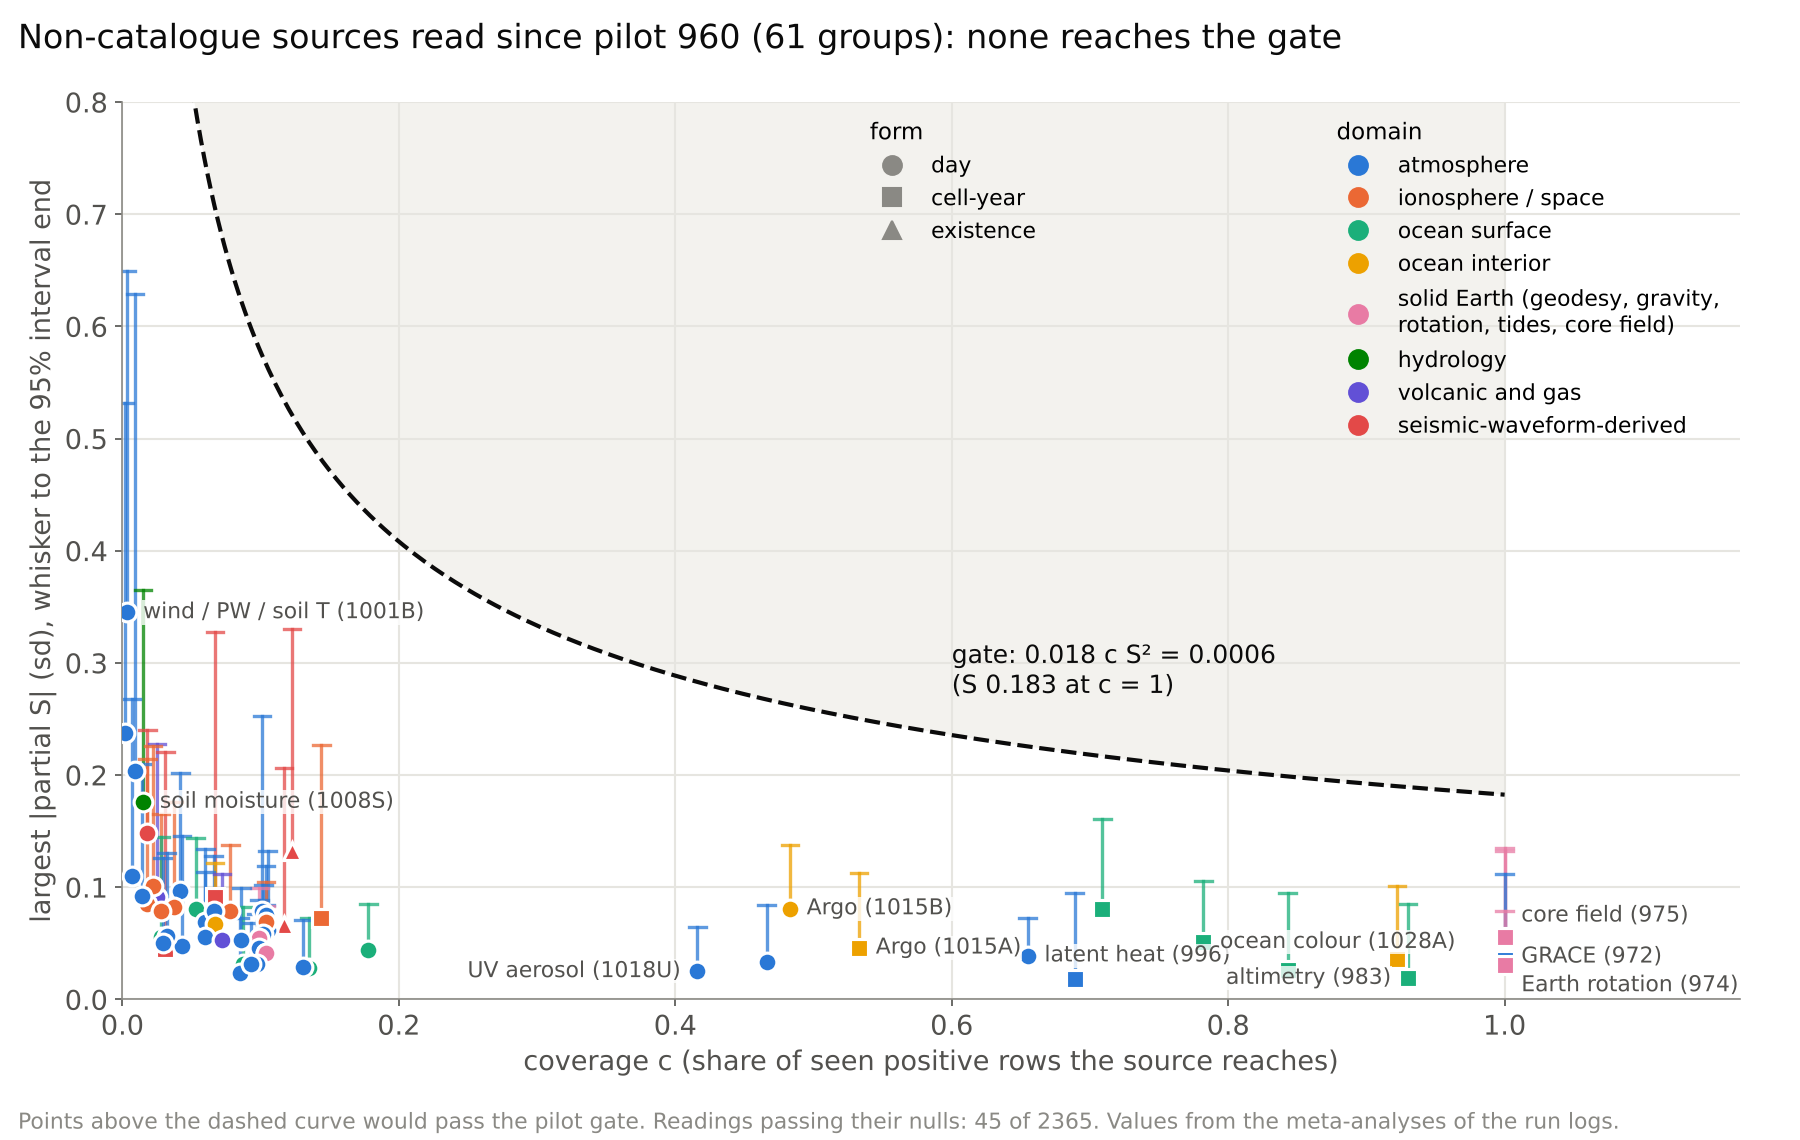 Non-catalogue sources read since pilot 960 (61 groups): none reaches the gate
largest |partial S| (sd), whisker to the 95% interval end
0.8
0.7
0.6
0.5
0.4
0.3
0.2
0.1
0.0
form
day
cell-year
existence
domain
atmosphere
ionosphere / space
ocean surface
ocean interior
solid Earth (geodesy, gravity,
rotation, tides, core field)
hydrology
volcanic and gas
seismic-waveform-derived
wind / PW / soil T (1001B)
gate: 0.018 c S² = 0.0006
(S 0.183 at c = 1)
soil moisture (1008S)
Argo (1015B)
core field (975)
Argo (1015A)
latent heat (996)
ocean colour (1028A)
GRACE (972)
UV aerosol (1018U)
altimetry (983)
Earth rotation (974)
0.0
0.2
0.4
0.6
0.8
1.0
coverage c (share of seen positive rows the source reaches)
Points above the dashed curve would pass the pilot gate. Readings passing their nulls: 45 of 2365. Values from the meta-analyses of the run logs.